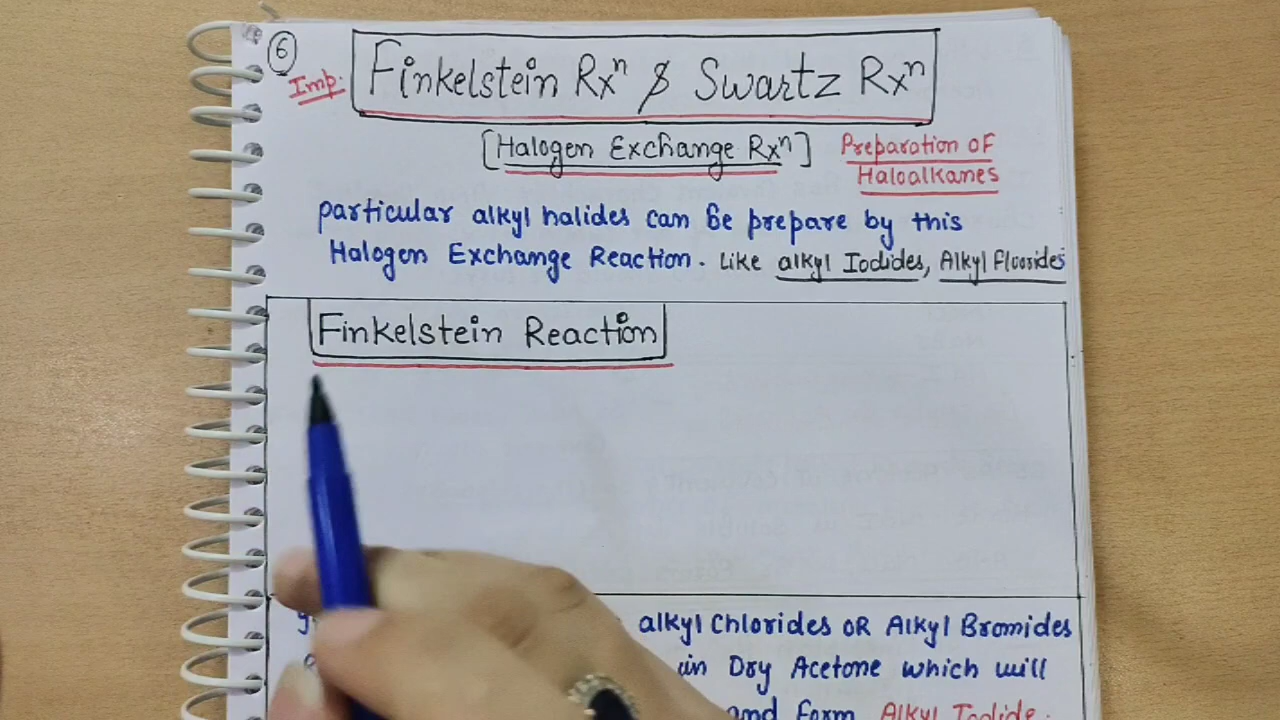 6
Imp.
Finkelstein Rxⁿ & Swartz Rxⁿ
[Halogen Exchange Rxⁿ]
Preparation of
Haloalkanes
particular alkyl halides can be prepare by this
Halogen Exchange Reaction. Like alkyl Iodides, Alkyl Fluorides
Finkelstein Reaction
alkyl Chlorides OR Alkyl Bromides
in Dry Acetone which will
and form Alkyl Iodide.